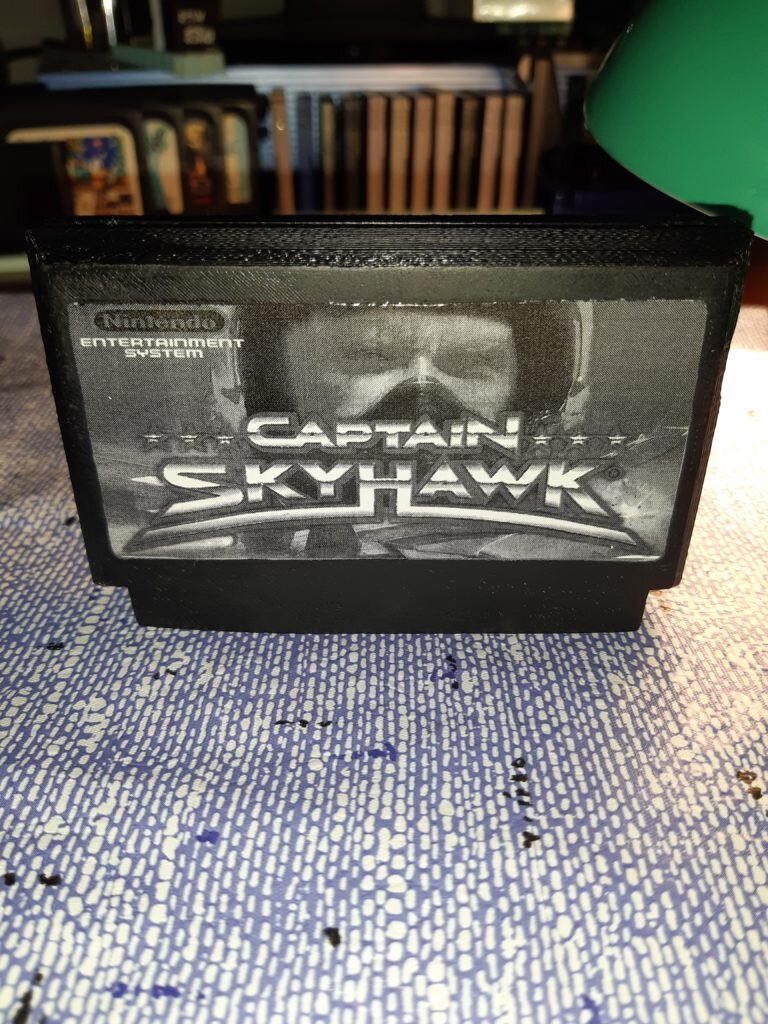 Nintendo
ENTERTAINMENT
SYSTEM
CAPTAIN
SKYHAWK